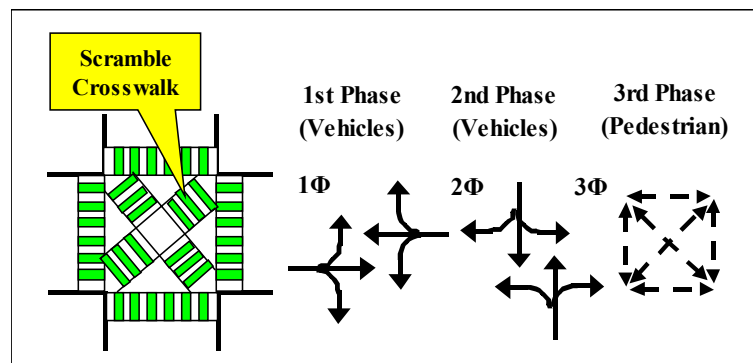 Scramble
Crosswalk
1st Phase
(Vehicles)
2nd Phase
(Vehicles)
3rd Phase
(Pedestrian)
1Φ
2Φ
3Φ